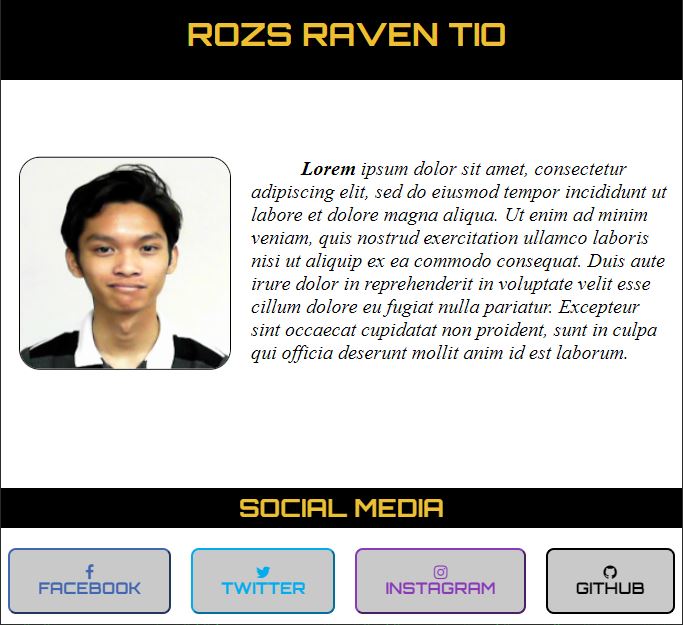 ROZS RAVEN TIO
Lorem ipsum dolor sit amet, consectetur
adipiscing elit, sed do eiusmod tempor incididunt ut
labore et dolore magna aliqua. Ut enim ad minim
veniam, quis nostrud exercitation ullamco laboris
nisi ut aliquip ex ea commodo consequat. Duis aute
irure dolor in reprehenderit in voluptate velit esse
cillum dolore eu fugiat nulla pariatur. Excepteur
sint occaecat cupidatat non proident, sunt in culpa
qui officia deserunt mollit anim id est laborum.
SOCIAL MEDIA
FACEBOOK
TWITTER
INSTAGRAM
GITHUB